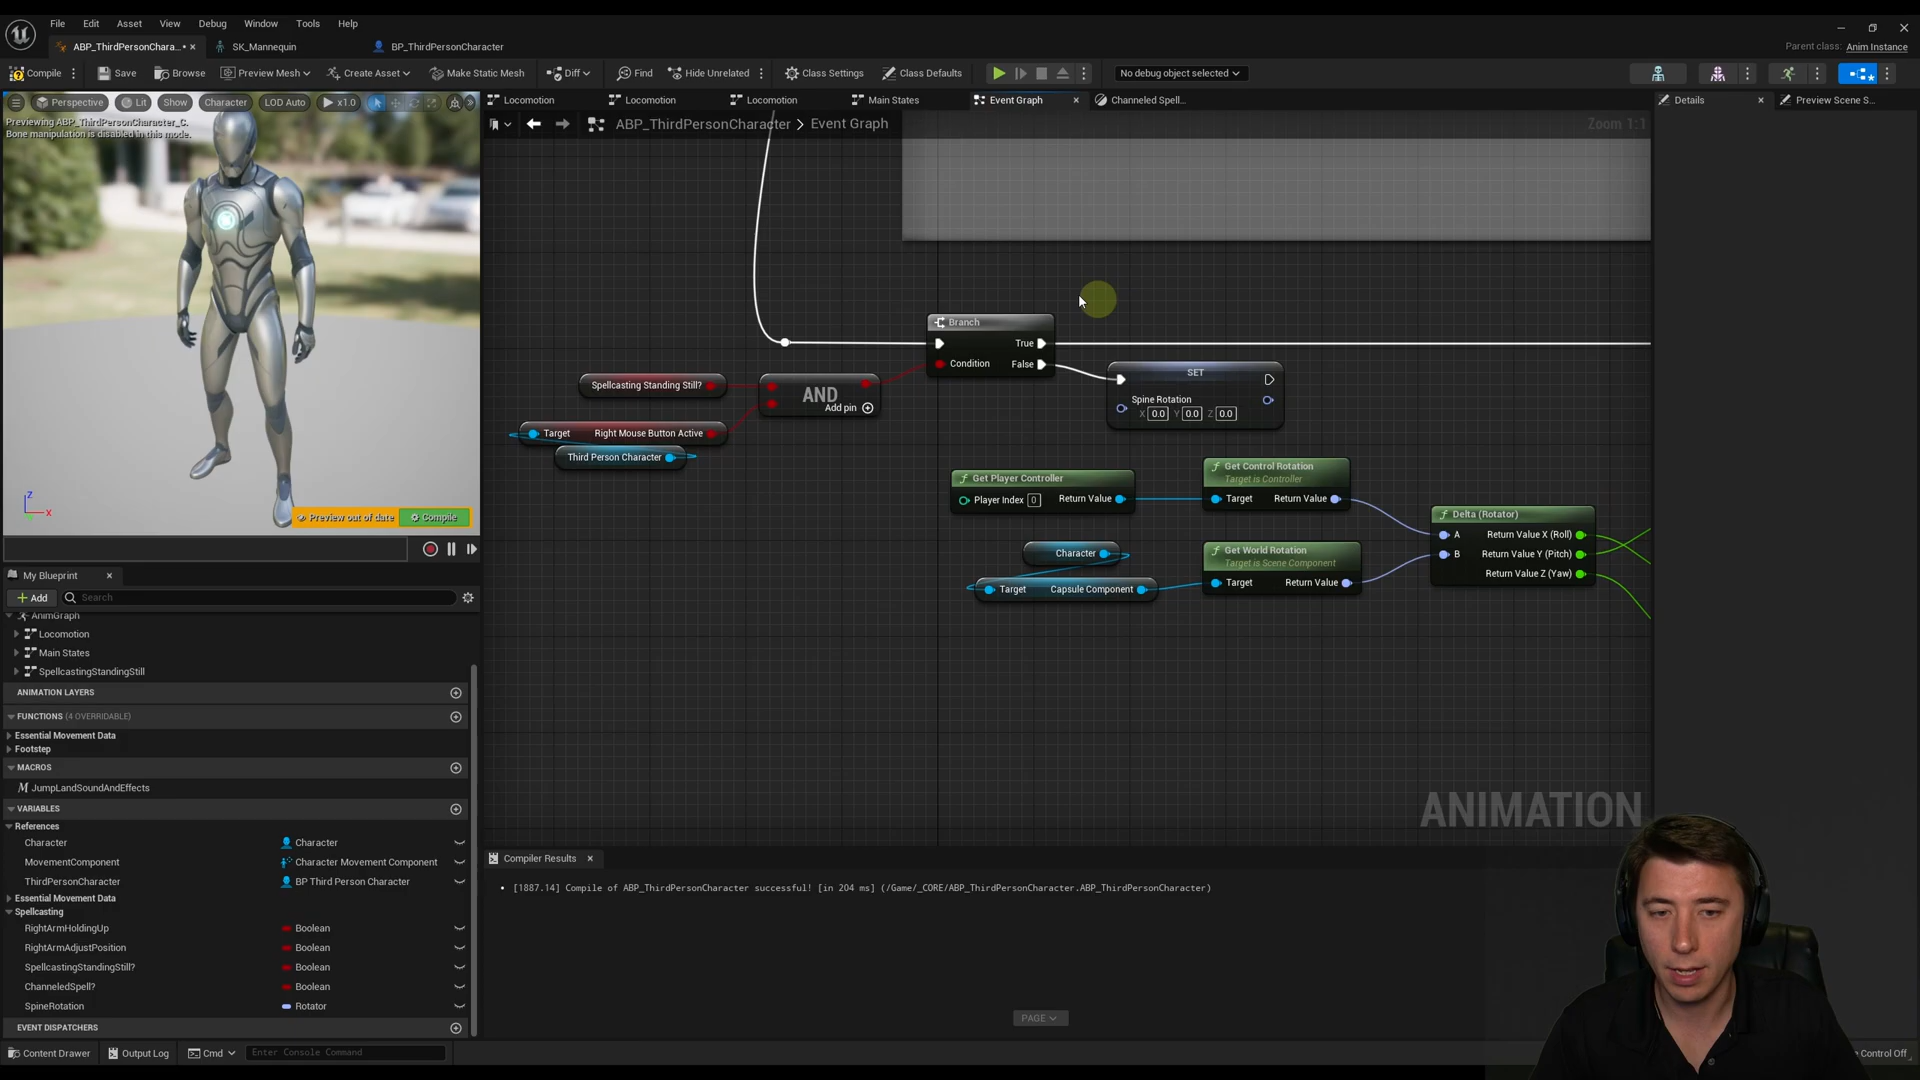 File Edit Asset View Debug Window Tools Help
ABP_ThirdPersonChara...• SK_Mannequin BP_ThirdPersonCharacter Parent class: Anim Instance
Compile Save Browse Preview Mesh Create Asset Make Static Mesh Diff Find Hide Unrelated Class Settings Class Defaults No debug object selected
Perspective Lit Show Character LOD Auto x1.0
Previewing ABP_ThirdPersonCharacter_C.
Bone manipulation is disabled in this mode.
Locomotion Locomotion Locomotion Main States Event Graph Channeled Spell... Details Preview Scene S...
ABP_ThirdPersonCharacter > Event Graph Zoom 1:1
Branch
True
Condition False
Spellcasting Standing Still?
AND
Add pin
Target Right Mouse Button Active
Third Person Character
SET
Spine Rotation
X 0.0 Y 0.0 Z 0.0
Get Player Controller
Player Index 0 Return Value
Get Control Rotation
Target is Controller
Target Return Value
Character
Target Capsule Component
Get World Rotation
Target is Scene Component
Target Return Value
Delta (Rotator)
A Return Value X (Roll)
B Return Value Y (Pitch)
Return Value Z (Yaw)
ANIMATION
Z
X
Preview out of date Compile
My Blueprint
Add Search
AnimGraph
Locomotion
Main States
SpellcastingStandingStill
ANIMATION LAYERS
FUNCTIONS (4 OVERRIDABLE)
Essential Movement Data
Footstep
MACROS
JumpLandSoundAndEffects
VARIABLES
References
Character Character
MovementComponent Character Movement Component
ThirdPersonCharacter BP Third Person Character
Essential Movement Data
Spellcasting
RightArmHoldingUp Boolean
RightArmAdjustPosition Boolean
SpellcastingStandingStill? Boolean
ChanneledSpell? Boolean
SpineRotation Rotator
EVENT DISPATCHERS
Compiler Results
[1887.14] Compile of ABP_ThirdPersonCharacter successful! [in 204 ms] (/Game/_CORE/ABP_ThirdPersonCharacter.ABP_ThirdPersonCharacter)
PAGE
Content Drawer Output Log Cmd Enter Console Command Control Off